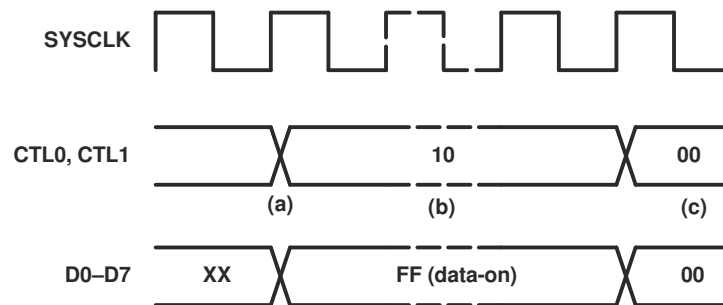 SYSCLK
CTL0, CTL1 10 00
(a) (b) (c)
D0–D7 XX FF (data-on) 00